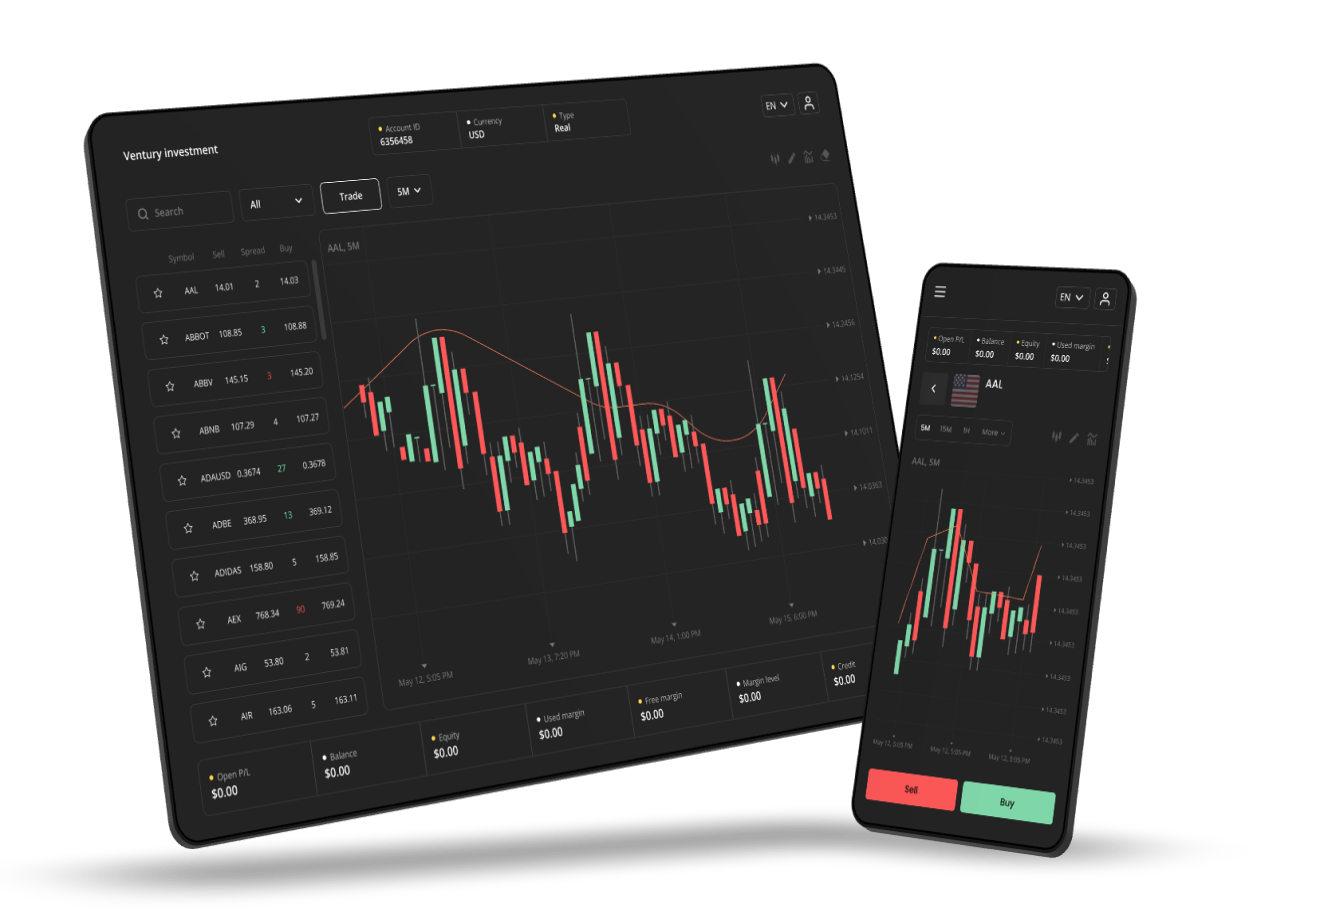 Ventury investment
Account ID
6356458
Currency
USD
Type
Real
EN
Search
All
Trade
5M
Symbol Sell Spread Buy
AAL 14.01 2 14.03
ABBOT 108.85 3 108.88
ABBV 145.15 3 145.20
ABNB 107.29 4 107.27
ADAUSD 0.3674 27 0.3678
ADBE 368.95 13 369.12
ADIDAS 158.80 5 158.85
AEX 768.34 90 769.24
AIG 53.80 2 53.81
AIR 163.06 5 163.11
AAL, 5M
14.3453
14.3445
14.2456
14.1254
14.1011
14.0363
14.030
May 12, 5:05 PM
May 13, 7:20 PM
May 14, 1:00 PM
May 15, 6:00 PM
Open P/L
$0.00
Balance
$0.00
Equity
$0.00
Used margin
$0.00
Free margin
$0.00
Margin level
$0.00
Credit
$0.00
EN
Open P/L
$0.00
Balance
$0.00
Equity
$0.00
Used margin
$0.00
AAL
5M 15M 1H More
AAL, 5M
14.3453
14.3453
14.3453
14.3453
14.3453
14.3453
14.3453
14.3453
14.3453
May 12, 5:05 PM
May 12, 5:05 PM
May 12, 5:05 PM
Sell
Buy